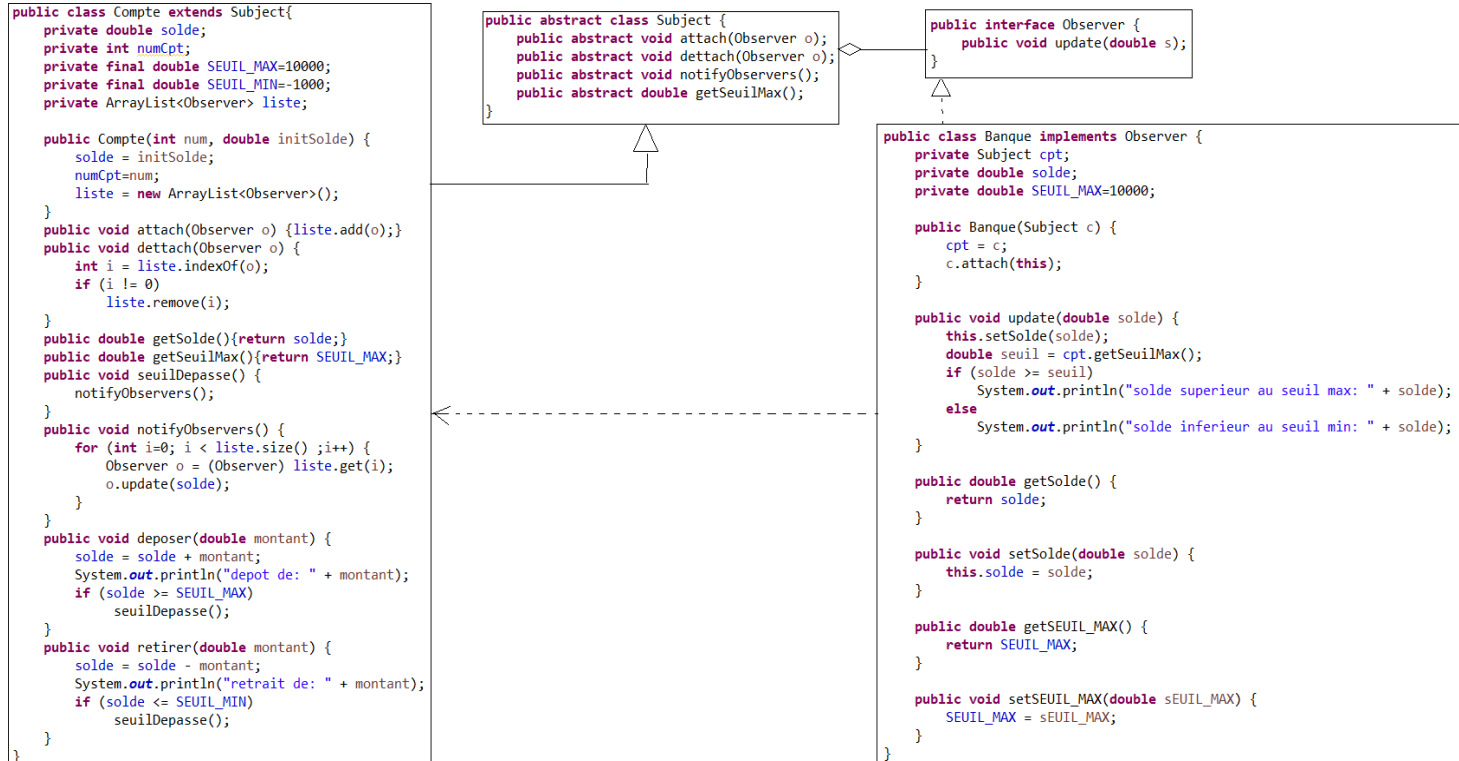 public class Compte extends Subject{
    private double solde;
    private int numCpt;
    private final double SEUIL_MAX=10000;
    private final double SEUIL_MIN=-1000;
    private ArrayList<Observer> liste;

    public Compte(int num, double initSolde) {
        solde = initSolde;
        numCpt=num;
        liste = new ArrayList<Observer>();
    }
    public void attach(Observer o) {liste.add(o);}
    public void dettach(Observer o) {
        int i = liste.indexOf(o);
        if (i != 0)
            liste.remove(i);
    }
    public double getSolde(){return solde;}
    public double getSeuilMax(){return SEUIL_MAX;}
    public void seuilDepasse() {
        notifyObservers();
    }
    public void notifyObservers() {
        for (int i=0; i < liste.size() ;i++) {
            Observer o = (Observer) liste.get(i);
            o.update(solde);
        }
    }
    public void deposer(double montant) {
        solde = solde + montant;
        System.out.println("depot de: " + montant);
        if (solde >= SEUIL_MAX)
             seuilDepasse();
    }
    public void retirer(double montant) {
        solde = solde - montant;
        System.out.println("retrait de: " + montant);
        if (solde <= SEUIL_MIN)
             seuilDepasse();
    }
}
public abstract class Subject {
    public abstract void attach(Observer o);
    public abstract void dettach(Observer o);
    public abstract void notifyObservers();
    public abstract double getSeuilMax();
}
public interface Observer {
    public void update(double s);
}
public class Banque implements Observer {
    private Subject cpt;
    private double solde;
    private double SEUIL_MAX=10000;

    public Banque(Subject c) {
        cpt = c;
        c.attach(this);
    }

    public void update(double solde) {
        this.setSolde(solde);
        double seuil = cpt.getSeuilMax();
        if (solde >= seuil)
            System.out.println("solde superieur au seuil max: " + solde);
        else
            System.out.println("solde inferieur au seuil min: " + solde);
    }

    public double getSolde() {
        return solde;
    }

    public void setSolde(double solde) {
        this.solde = solde;
    }

    public double getSEUIL_MAX() {
        return SEUIL_MAX;
    }

    public void setSEUIL_MAX(double sEUIL_MAX) {
        SEUIL_MAX = sEUIL_MAX;
    }
}